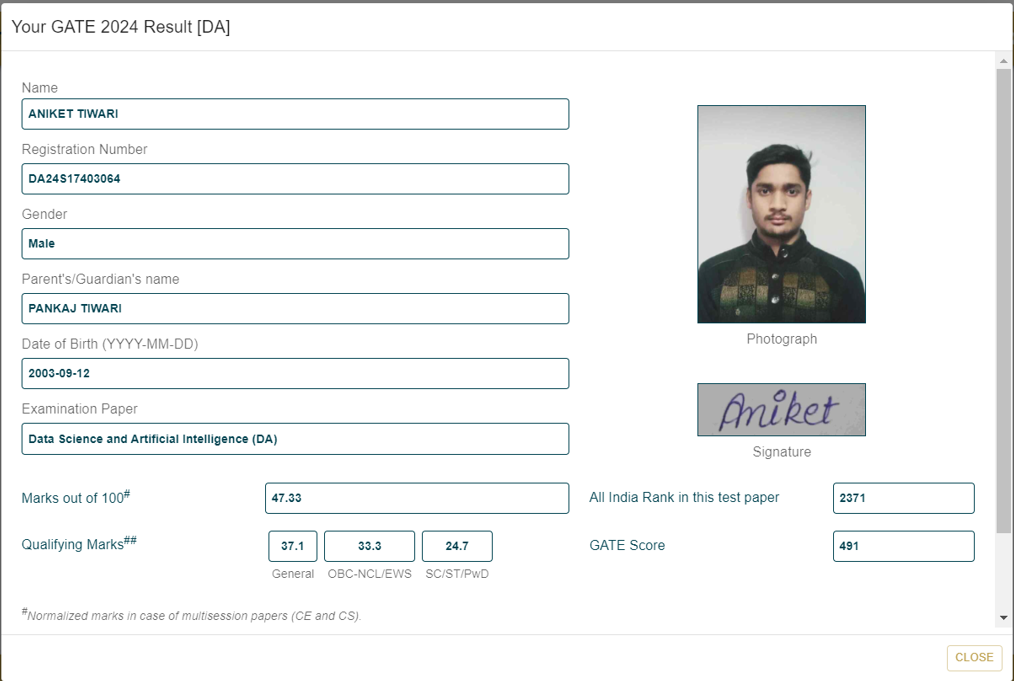 Your GATE 2024 Result [DA]
Name
ANIKET TIWARI
Registration Number
DA24S17403064
Gender
Male
Parent's/Guardian's name
PANKAJ TIWARI
Date of Birth (YYYY-MM-DD)
2003-09-12
Examination Paper
Data Science and Artificial Intelligence (DA)
Photograph
Aniket
Signature
Marks out of 100# 47.33 All India Rank in this test paper 2371
Qualifying Marks## 37.1 33.3 24.7 GATE Score 491
General OBC-NCL/EWS SC/ST/PwD
#Normalized marks in case of multisession papers (CE and CS).
CLOSE